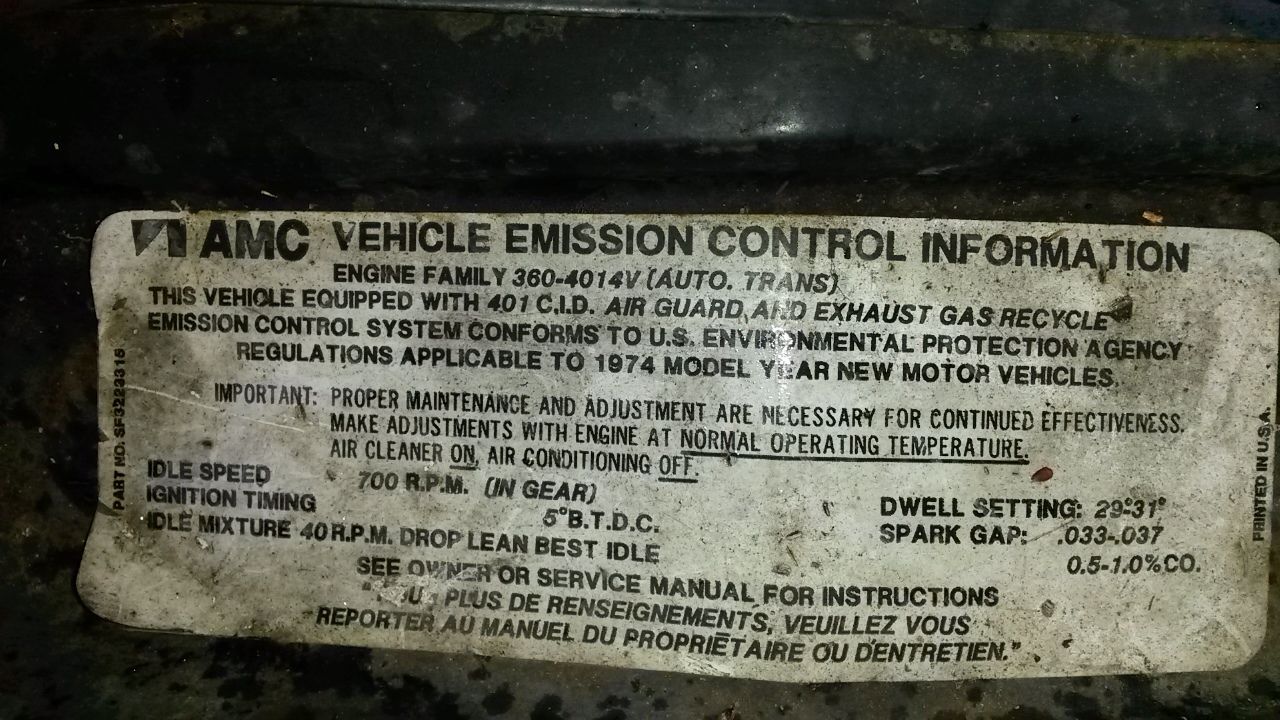 AMC VEHICLE EMISSION CONTROL INFORMATION
ENGINE FAMILY 360-4014V (AUTO. TRANS)
THIS VEHICLE EQUIPPED WITH 401 C.I.D. AIR GUARD AND EXHAUST GAS RECYCLE
EMISSION CONTROL SYSTEM CONFORMS TO U.S. ENVIRONMENTAL PROTECTION AGENCY
REGULATIONS APPLICABLE TO 1974 MODEL YEAR NEW MOTOR VEHICLES.
IMPORTANT: PROPER MAINTENANCE AND ADJUSTMENT ARE NECESSARY FOR CONTINUED EFFECTIVENESS.
MAKE ADJUSTMENTS WITH ENGINE AT NORMAL OPERATING TEMPERATURE.
AIR CLEANER ON, AIR CONDITIONING OFF.
IDLE SPEED 700 R.P.M. (IN GEAR)
IGNITION TIMING 5° B.T.D.C.
IDLE MIXTURE 40 R.P.M. DROP LEAN BEST IDLE
DWELL SETTING: 29°-31°
SPARK GAP: .033-.037
0.5-1.0% CO.
SEE OWNER OR SERVICE MANUAL FOR INSTRUCTIONS
PLUS DE RENSEIGNEMENTS, VEUILLEZ VOUS
REPORTER AU MANUEL DU PROPRIÉTAIRE OU D'ENTRETIEN."
PART NO. SF3223315
PRINTED IN U.S.A.